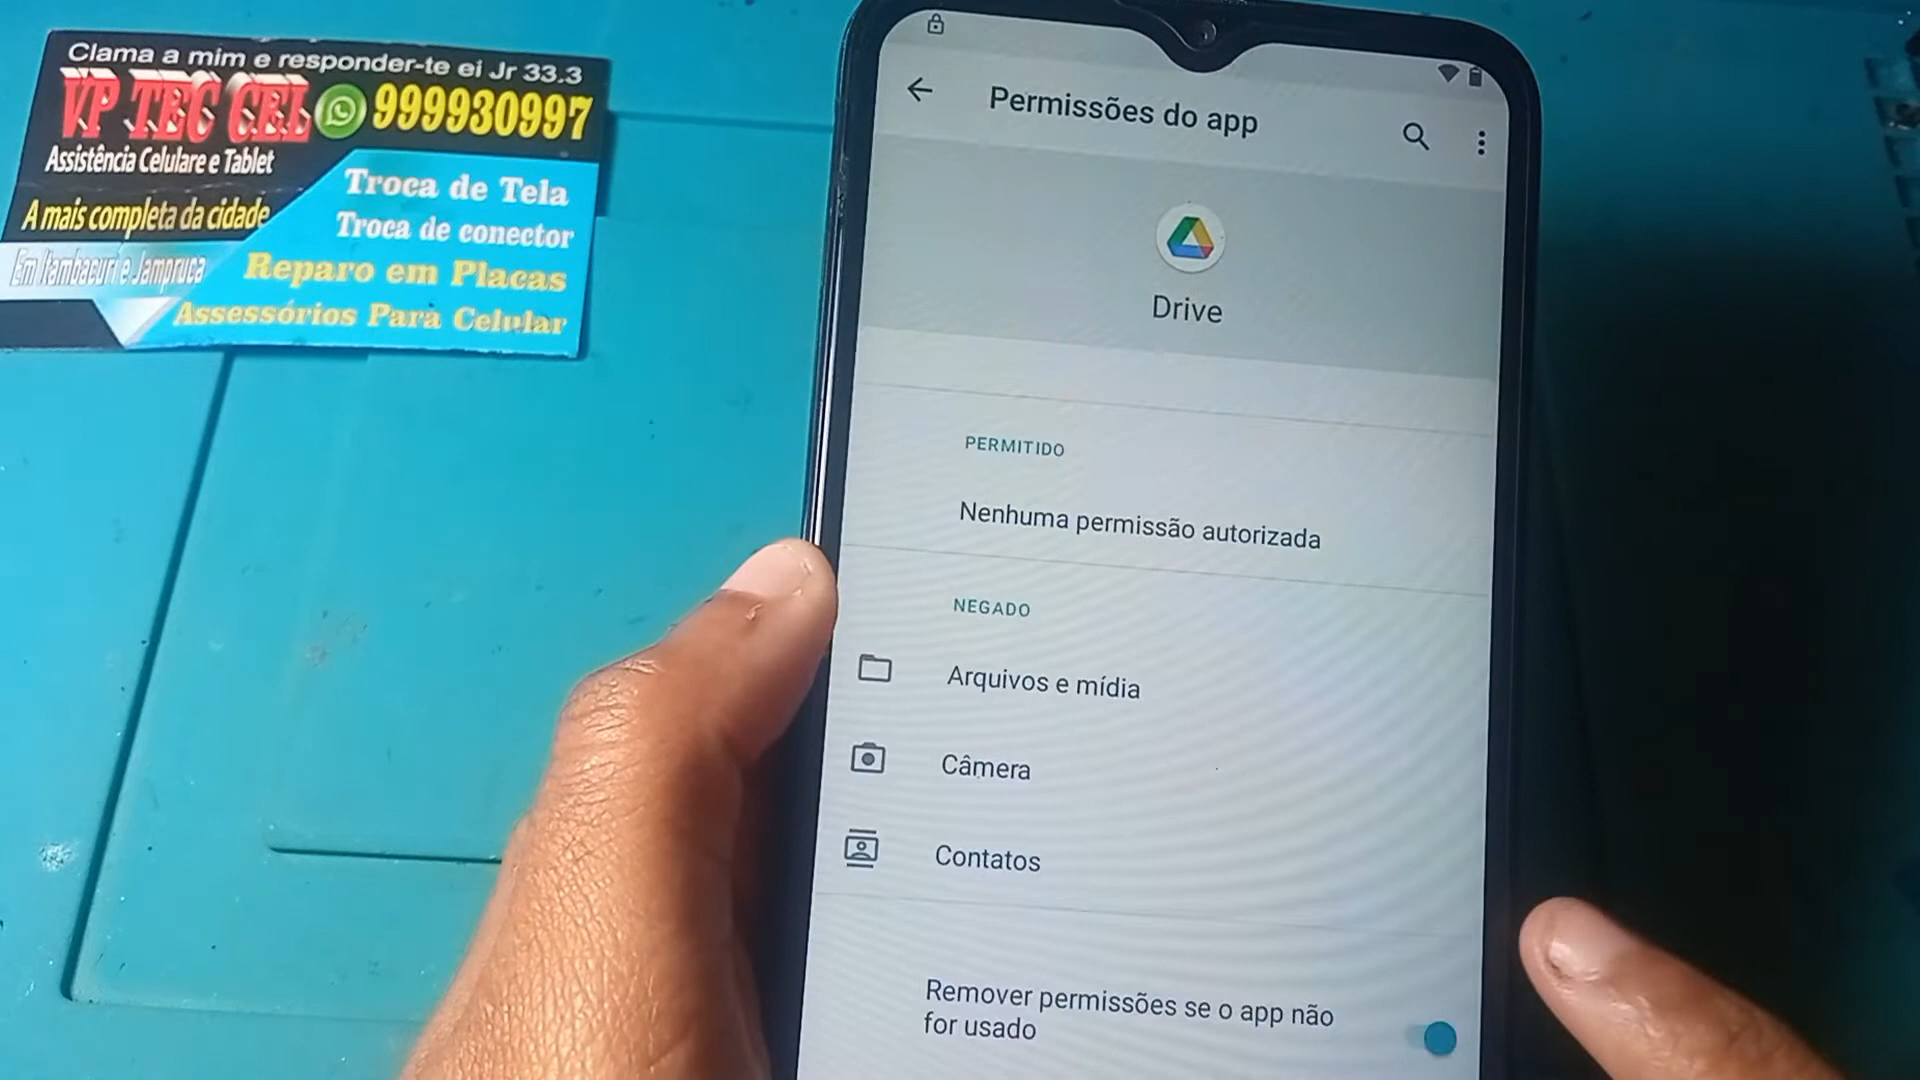 Clama a mim e responder-te ei Jr 33.3
VP TEC CEL 999930997
Assistência Celular e Tablet
A mais completa da cidade
Em Itambacuri e Jampruca
Troca de Tela
Troca de conector
Reparo em Placas
Assessórios Para Celular
Permissões do app
Drive
PERMITIDO
Nenhuma permissão autorizada
NEGADO
Arquivos e mídia
Câmera
Contatos
Remover permissões se o app não
for usado